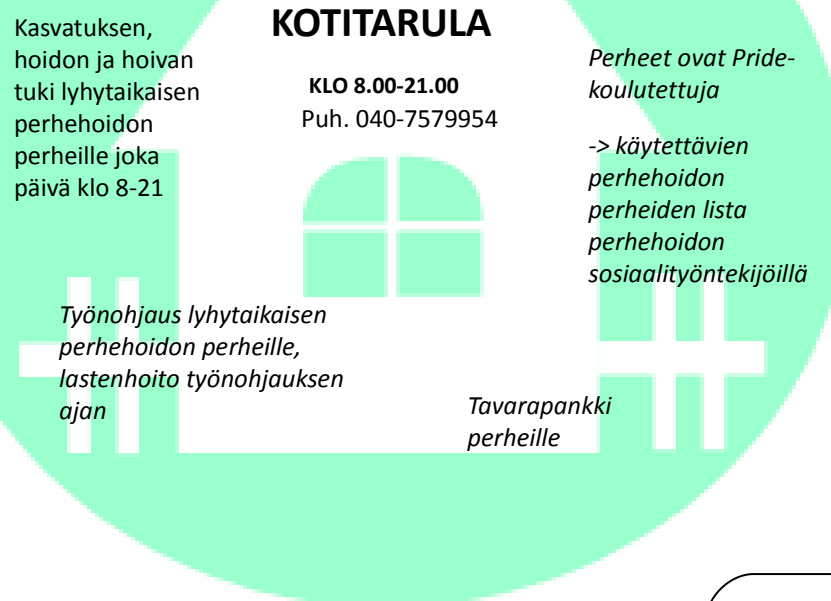 KOTITARULA
KLO 8.00-21.00
Puh. 040-7579954
Kasvatuksen,
hoidon ja hoivan
tuki lyhytaikaisen
perhehoidon
perheille joka
päivä klo 8-21
Perheet ovat Pride-
koulutettuja
-> käytettävien
perhehoidon
perheiden lista
perhehoidon
sosiaalityöntekijöillä
Työnohjaus lyhytaikaisen
perhehoidon perheille,
lastenhoito työnohjauksen
ajan
Tavarapankki
perheille